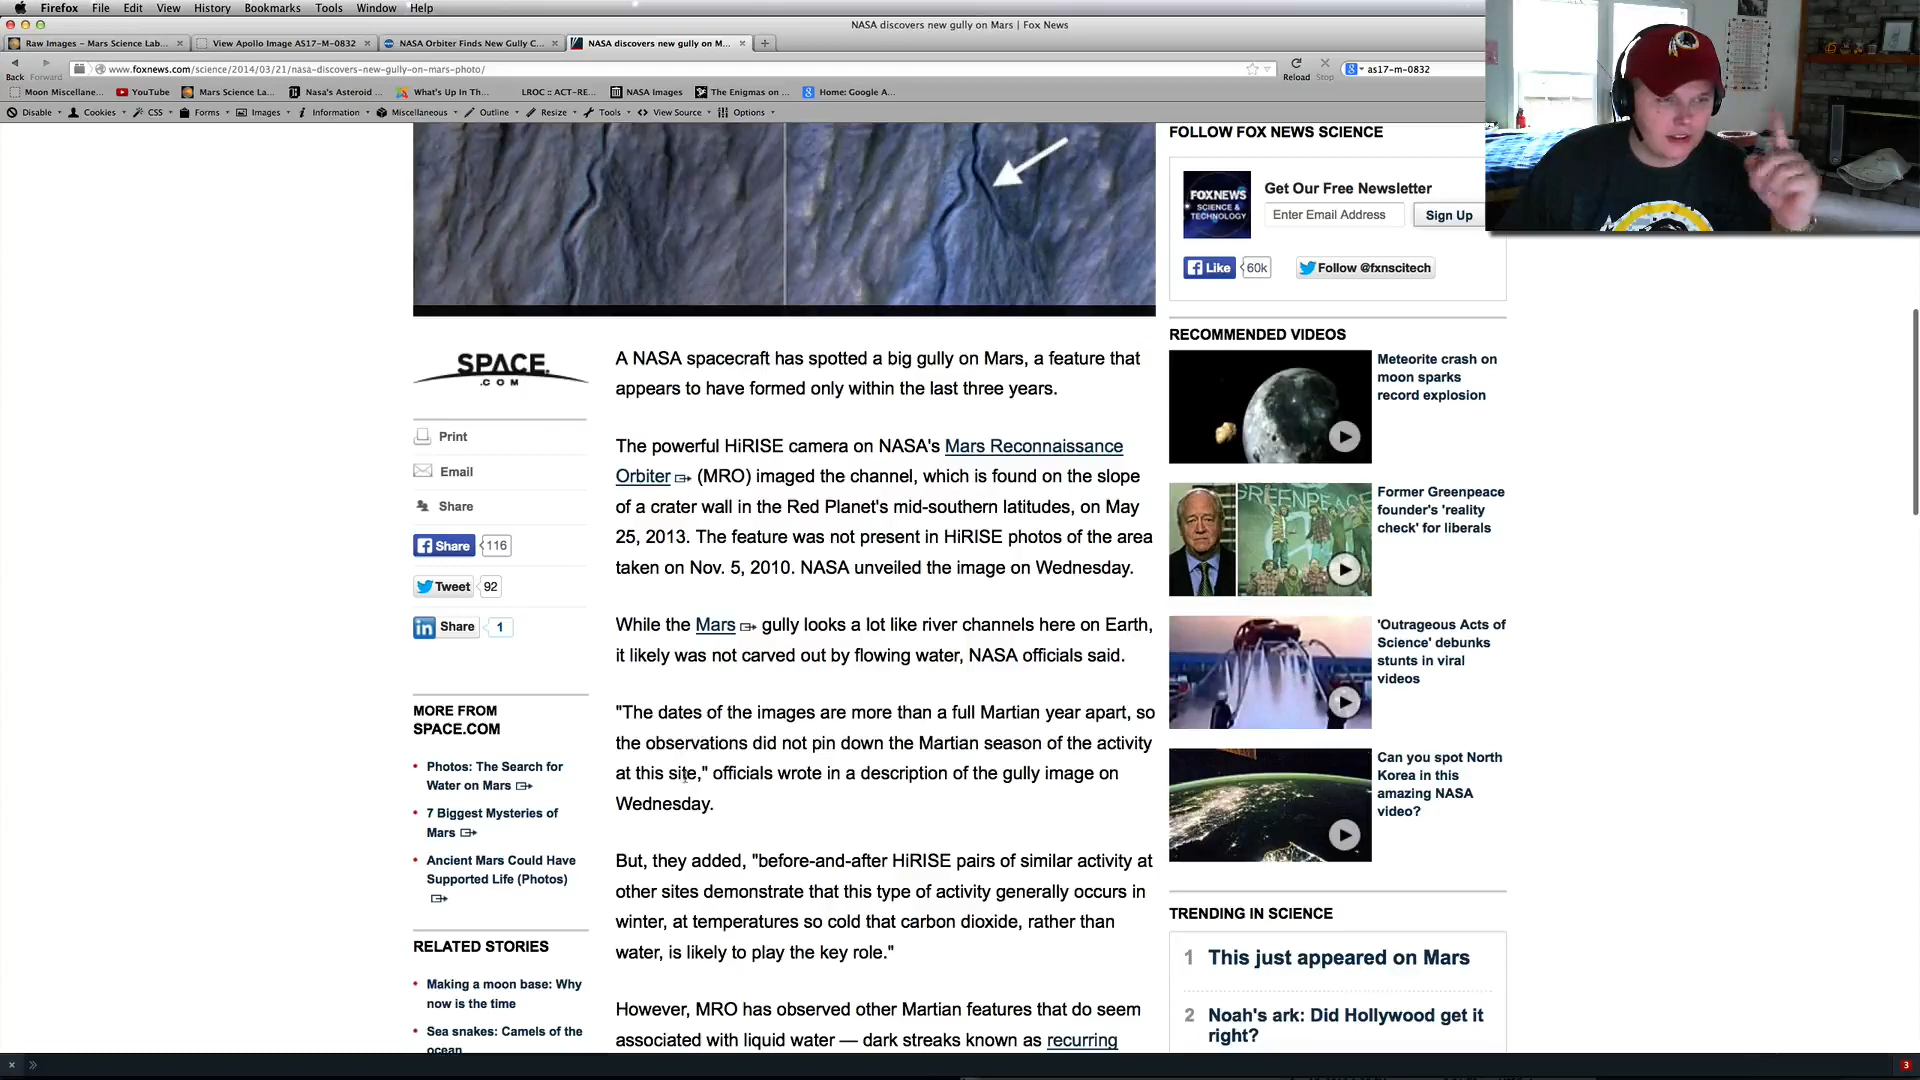 Firefox File Edit View History Bookmarks Tools Window Help
NASA discovers new gully on Mars | Fox News
Raw Images – Mars Science Lab... × View Apollo Image AS17-M-0832 × NASA Orbiter Finds New Gully C... × NASA discovers new gully on M... × +
www.foxnews.com/science/2014/03/21/nasa-discovers-new-gully-on-mars-photo/
as17-m-0832
Back Forward Reload Stop
Moon Miscellane... YouTube Mars Science La... Nasa's Asteroid ... What's Up In Th... LROC :: ACT–RE... NASA Images The Enigmas on ... Home: Google A...
Disable Cookies CSS Forms Images Information Miscellaneous Outline Resize Tools View Source Options
SPACE
.COM
Print
Email
Share
Share 116
Tweet 92
Share 1
MORE FROM
SPACE.COM
Photos: The Search for
Water on Mars
7 Biggest Mysteries of
Mars
Ancient Mars Could Have
Supported Life (Photos)
RELATED STORIES
Making a moon base: Why
now is the time
Sea snakes: Camels of the
ocean
A NASA spacecraft has spotted a big gully on Mars, a feature that
appears to have formed only within the last three years.
The powerful HiRISE camera on NASA's Mars Reconnaissance
Orbiter (MRO) imaged the channel, which is found on the slope
of a crater wall in the Red Planet's mid-southern latitudes, on May
25, 2013. The feature was not present in HiRISE photos of the area
taken on Nov. 5, 2010. NASA unveiled the image on Wednesday.
While the Mars gully looks a lot like river channels here on Earth,
it likely was not carved out by flowing water, NASA officials said.
"The dates of the images are more than a full Martian year apart, so
the observations did not pin down the Martian season of the activity
at this site," officials wrote in a description of the gully image on
Wednesday.
But, they added, "before-and-after HiRISE pairs of similar activity at
other sites demonstrate that this type of activity generally occurs in
winter, at temperatures so cold that carbon dioxide, rather than
water, is likely to play the key role."
However, MRO has observed other Martian features that do seem
associated with liquid water — dark streaks known as recurring
FOLLOW FOX NEWS SCIENCE
FOXNEWS
SCIENCE &
TECHNOLOGY
Get Our Free Newsletter
Enter Email Address Sign Up
Like 60k Follow @fxnscitech
RECOMMENDED VIDEOS
Meteorite crash on
moon sparks
record explosion
GREENPEACE
Former Greenpeace
founder's 'reality
check' for liberals
'Outrageous Acts of
Science' debunks
stunts in viral
videos
Can you spot North
Korea in this
amazing NASA
video?
TRENDING IN SCIENCE
1 This just appeared on Mars
2 Noah's ark: Did Hollywood get it
right?
× »
3